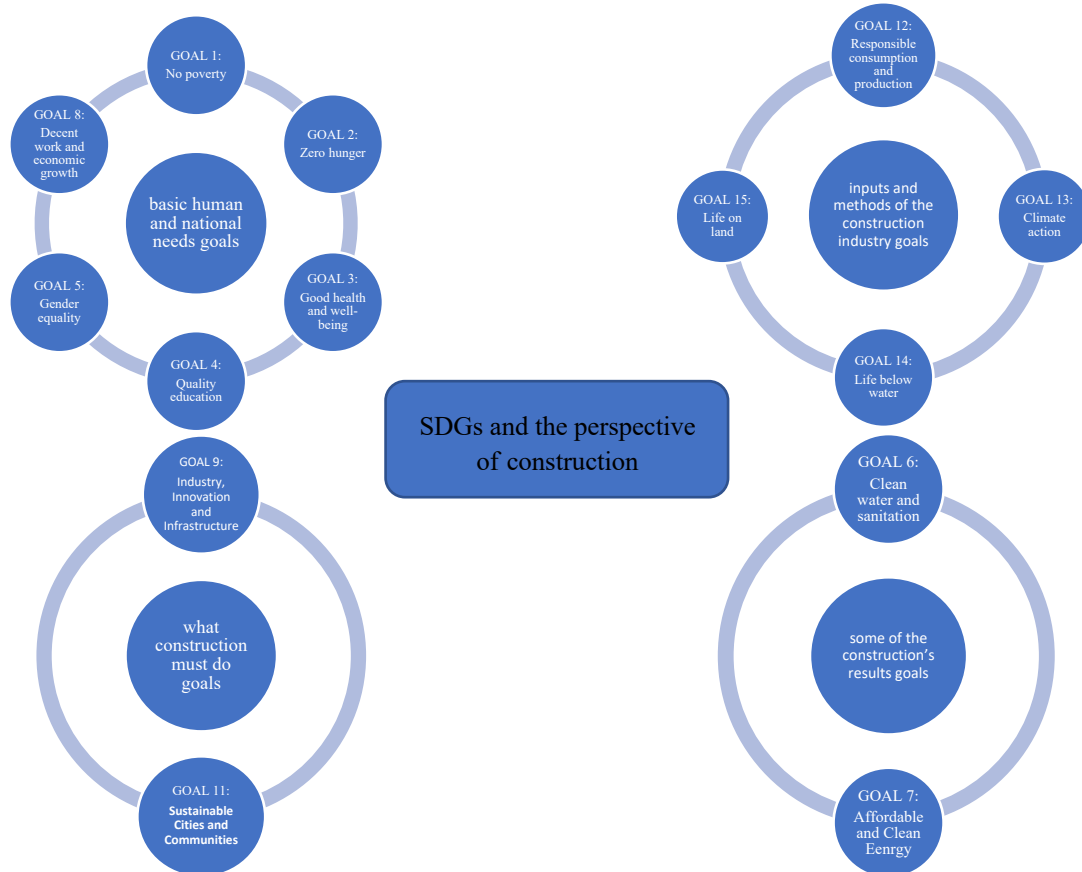 GOAL 1:
No poverty
GOAL 2:
Zero hunger
GOAL 3:
Good health
and well-
being
GOAL 4:
Quality
education
GOAL 5:
Gender
equality
GOAL 8:
Decent
work and
economic
growth
basic human
and national
needs goals
GOAL 12:
Responsible
consumption
and
production
GOAL 13:
Climate
action
GOAL 14:
Life below
water
GOAL 15:
Life on
land
inputs and
methods of the
construction
industry goals
SDGs and the perspective
of construction
GOAL 9:
Industry,
Innovation
and
Infrastructure
what
construction
must do
goals
GOAL 11:
Sustainable
Cities and
Communities
GOAL 6:
Clean
water and
sanitation
some of the
construction’s
results goals
GOAL 7:
Affordable
and Clean
Eenrgy